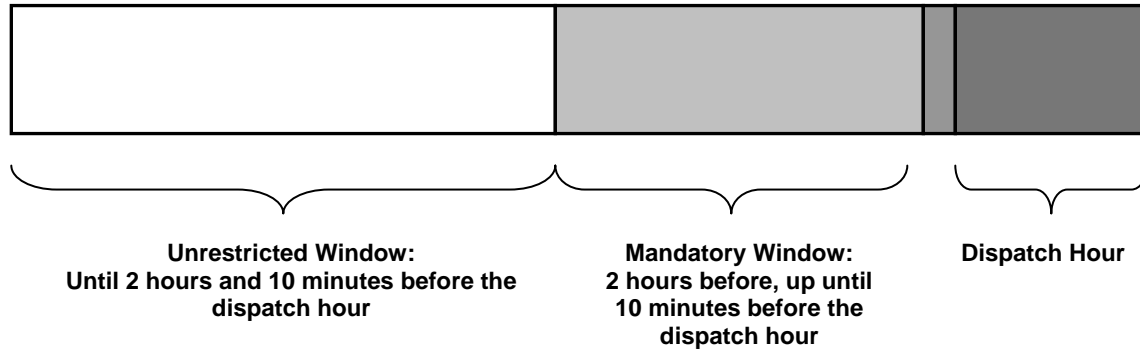 Unrestricted Window:
Until 2 hours and 10 minutes before the
dispatch hour
Mandatory Window:
2 hours before, up until
10 minutes before the
dispatch hour
Dispatch Hour